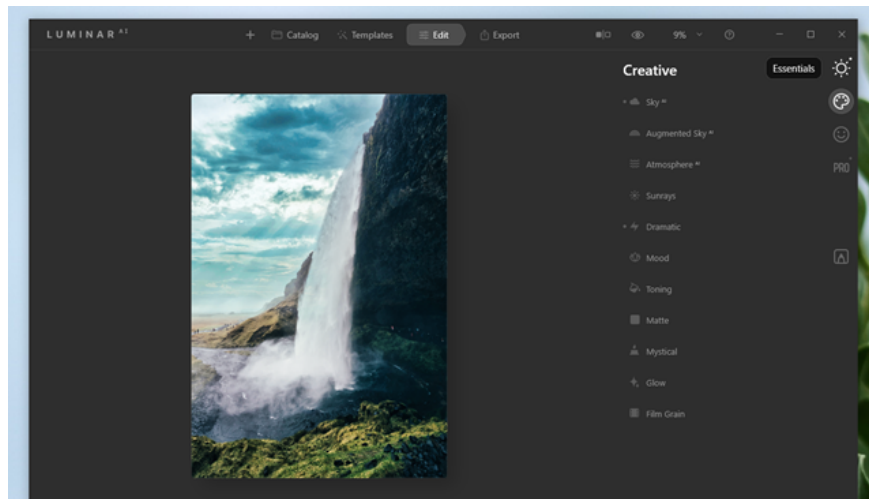 LUMINAR AI
Catalog Templates Edit Export 9%
Creative
Essentials
Sky AI
Augmented Sky AI
Atmosphere AI
Sunrays
PRO
Dramatic
Mood
Toning
Matte
Mystical
Glow
Film Grain